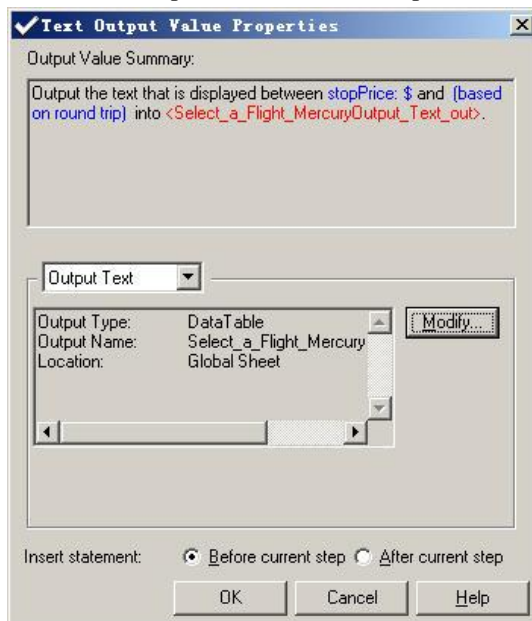 Text Output Value Properties
Output Value Summary:
Output the text that is displayed between stopPrice: $ and (based
on round trip) into <Select_a_Flight_MercuryOutput_Text_out>.
Output Text
Output Type: DataTable
Output Name: Select_a_Flight_Mercury
Location: Global Sheet
Modify...
Insert statement: Before current step After current step
OK Cancel Help